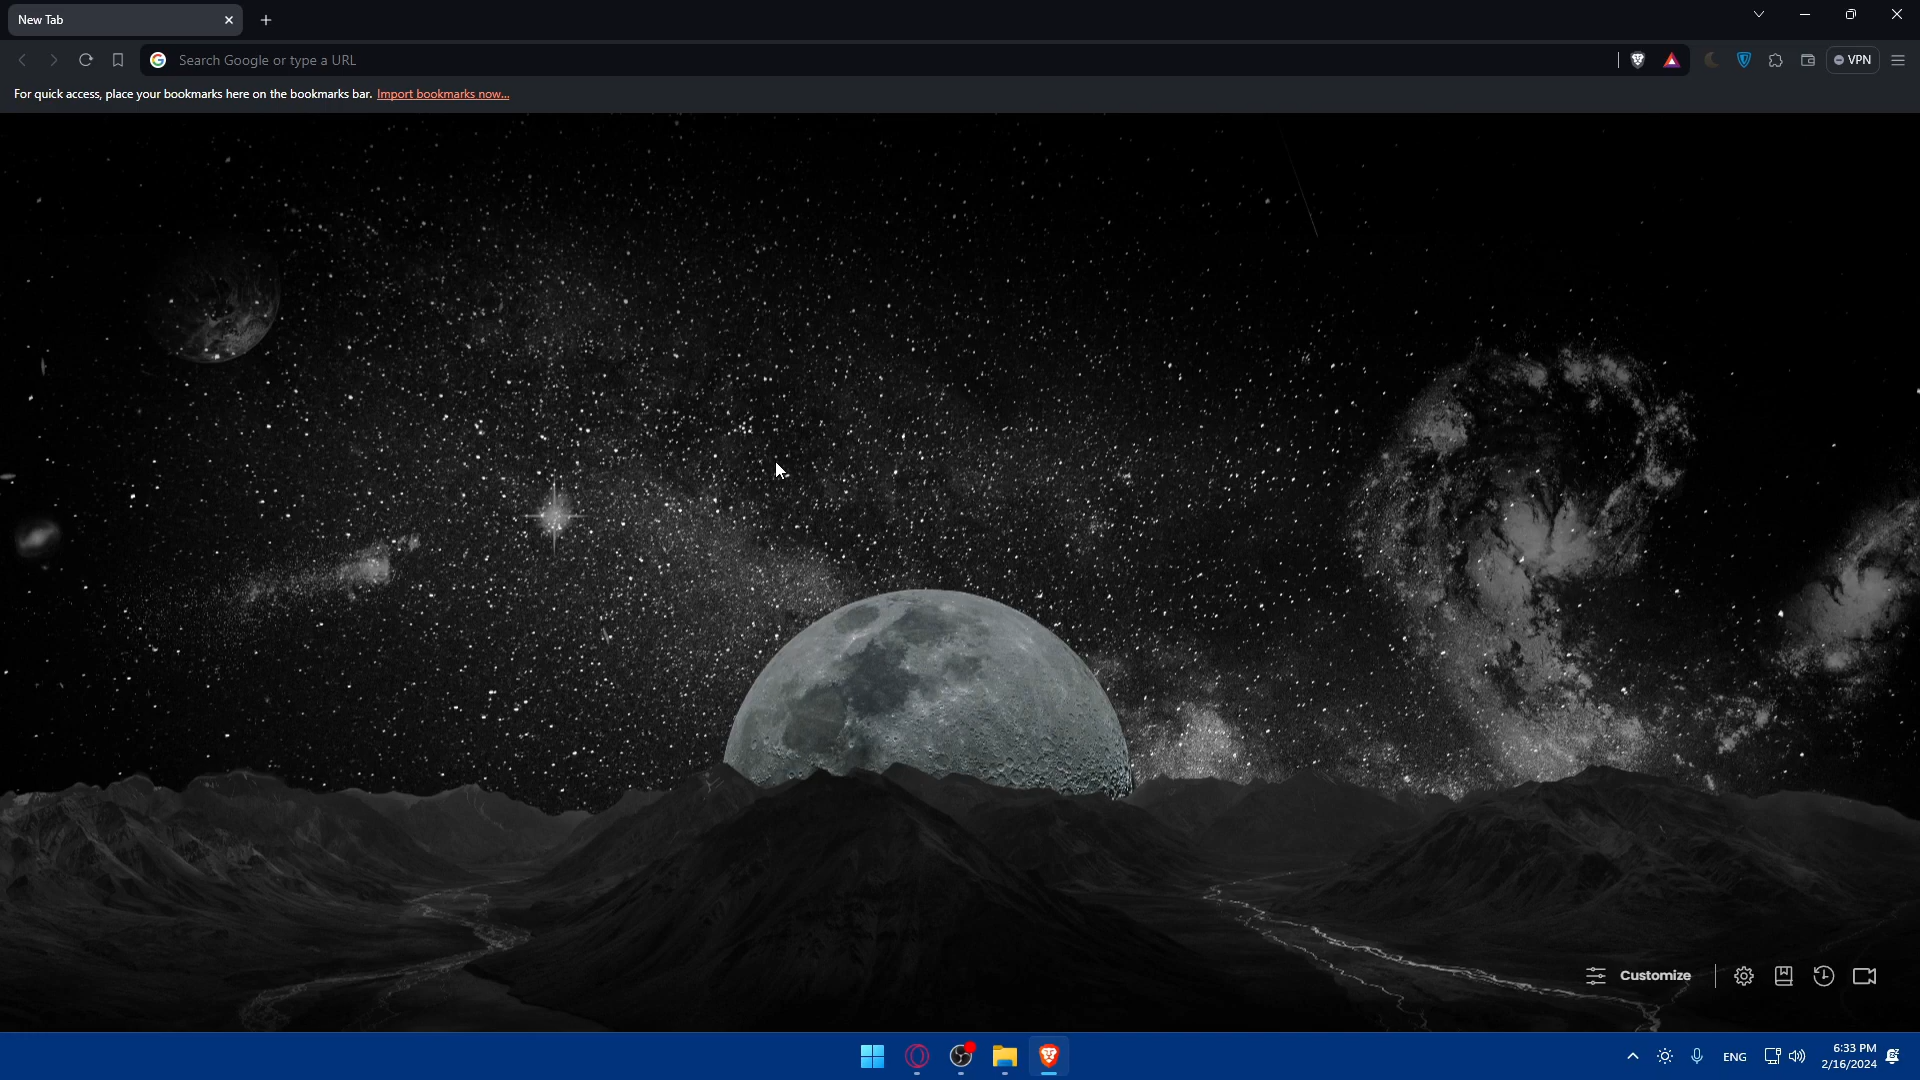 New Tab
Search Google or type a URL
VPN
For quick access, place your bookmarks here on the bookmarks bar. Import bookmarks now...
Customize
ENG
6:33 PM
2/16/2024